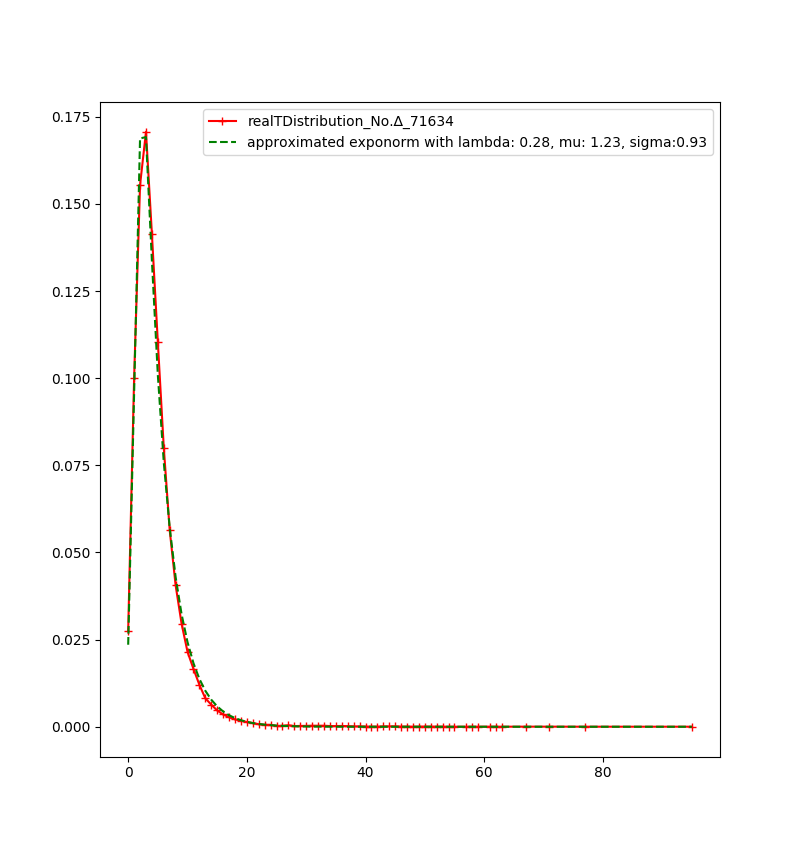 realTDistribution_No.Δ_71634
approximated exponorm with lambda: 0.28, mu: 1.23, sigma:0.93
0.175
0.150
0.125
0.100
0.075
0.050
0.025
0.000
0 20 40 60 80